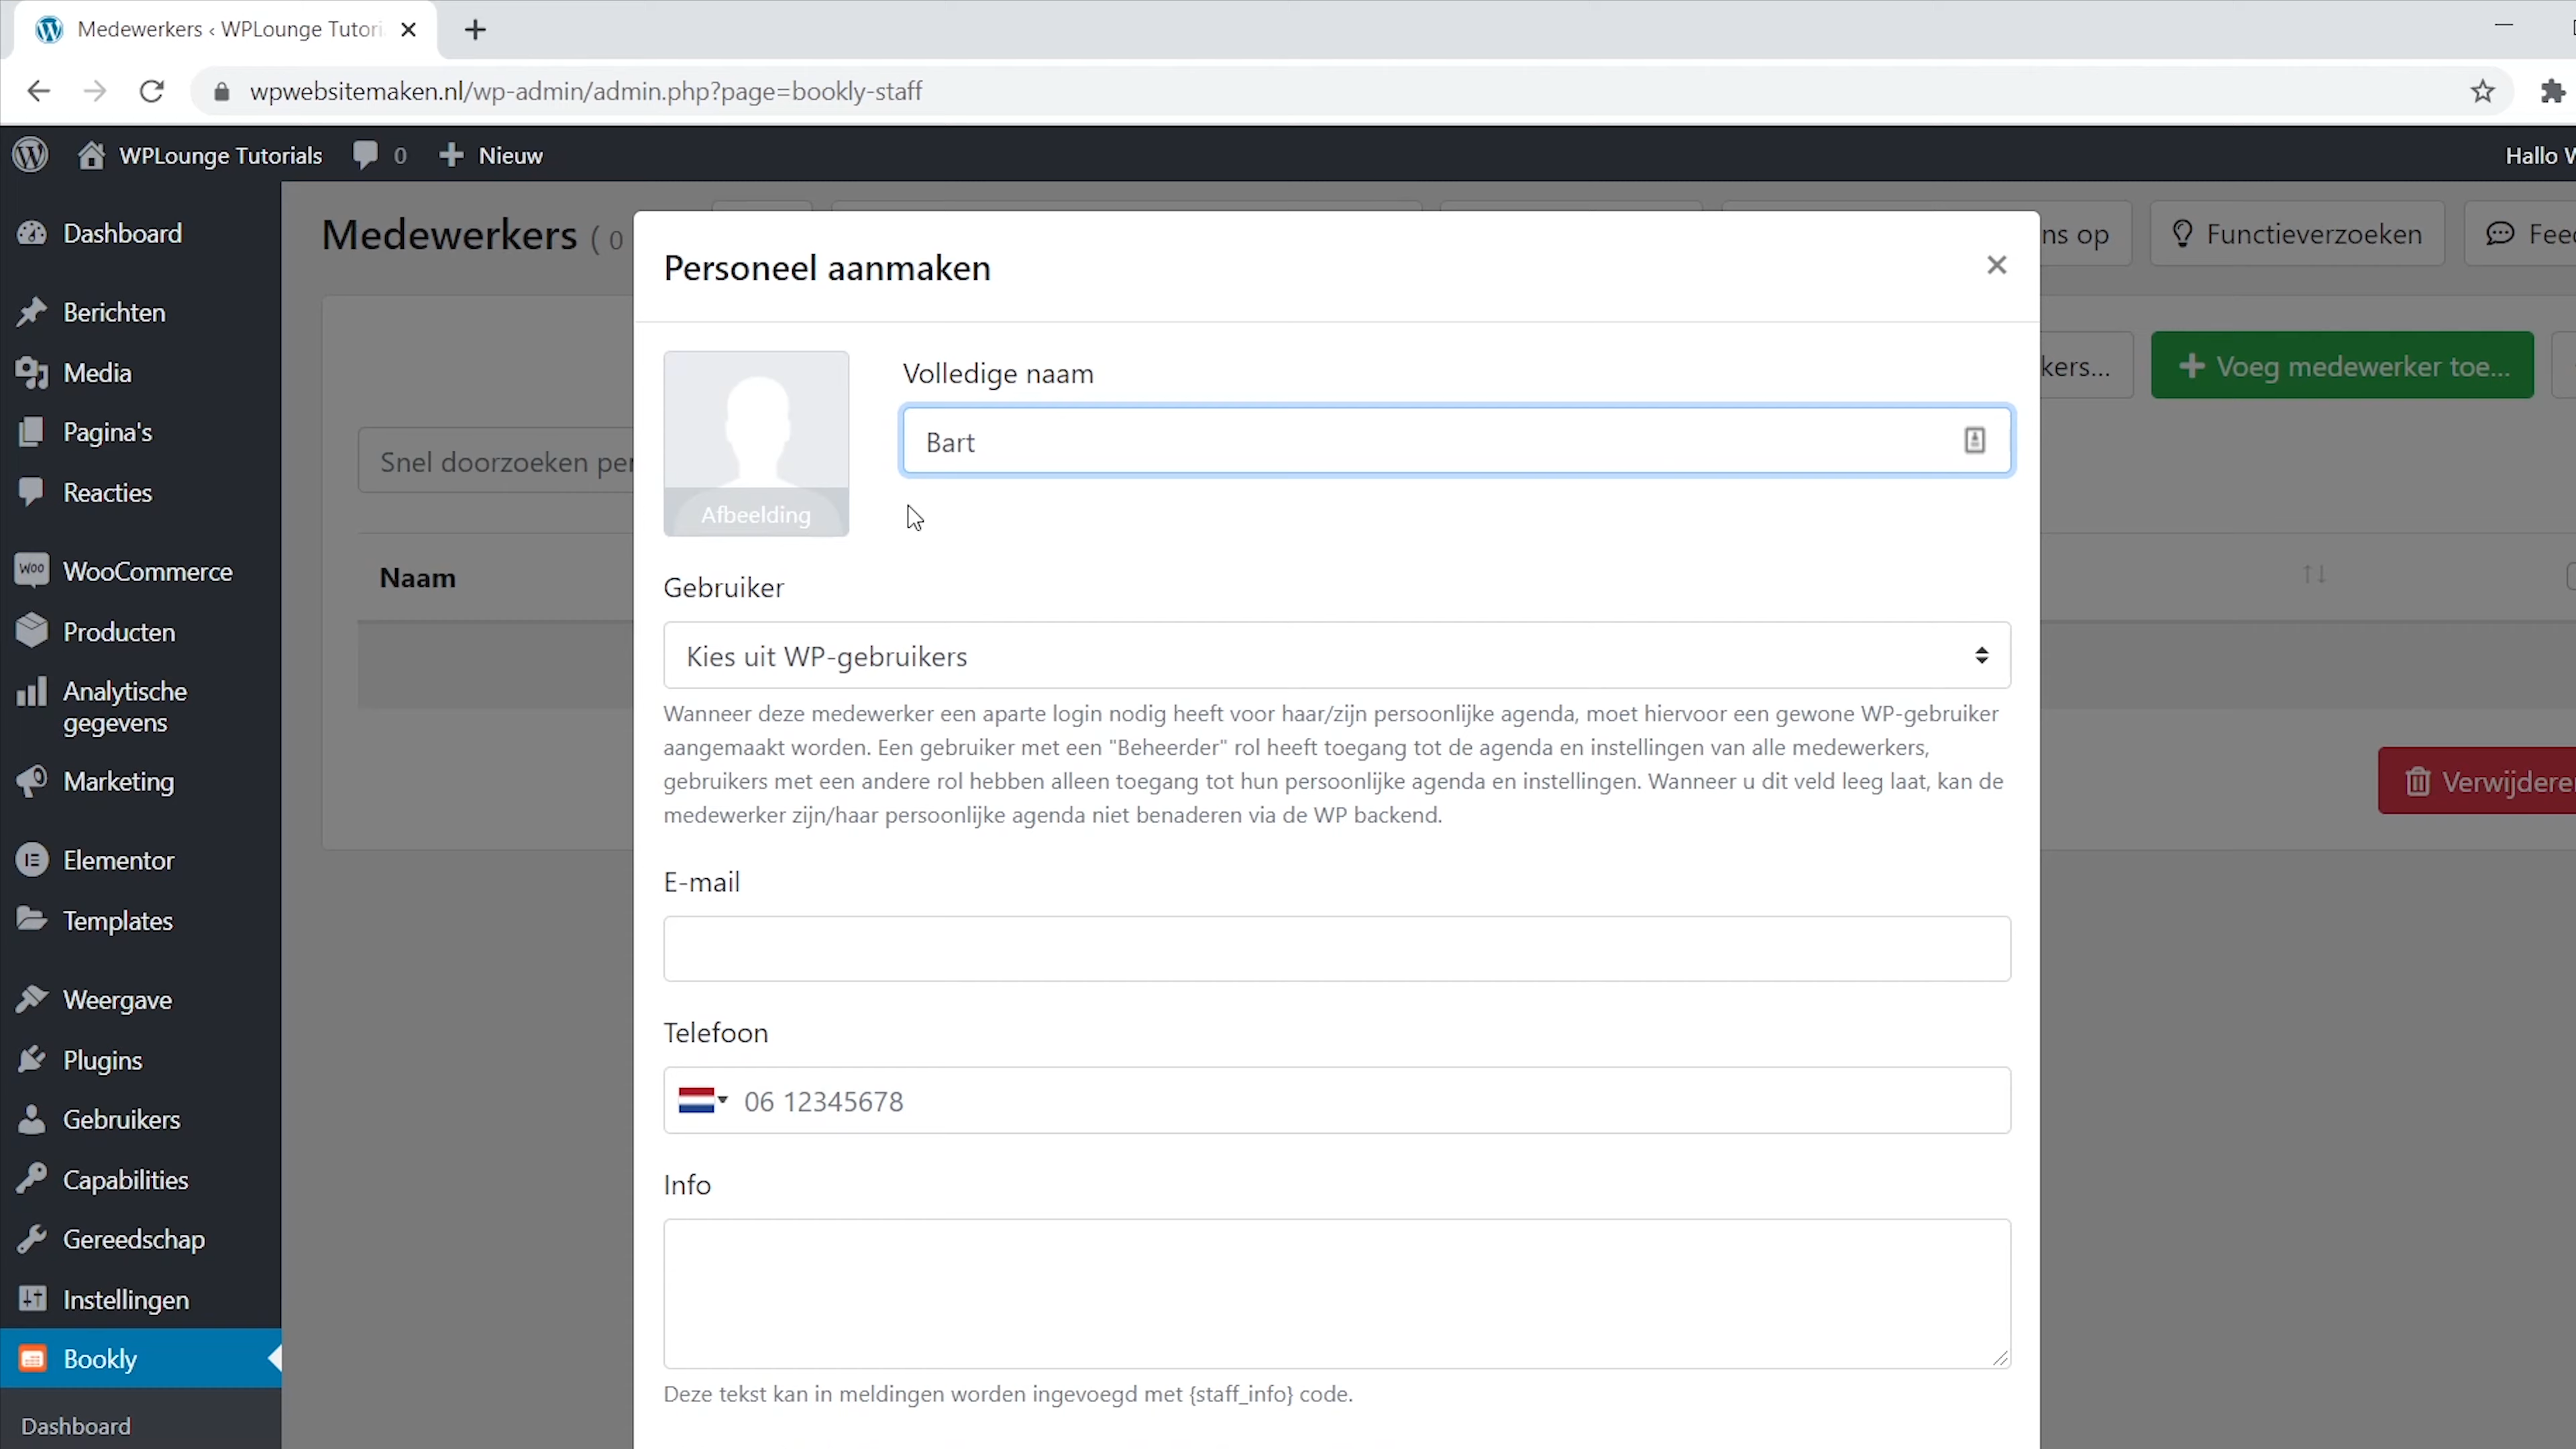 Medewerkers ‹ WPLounge Tutori
wpwebsitemaken.nl/wp-admin/admin.php?page=bookly-staff
WPLounge Tutorials 0 Nieuw Hallo
Dashboard
Berichten
Media
Pagina's
Reacties
WooCommerce
Producten
Analytische
gegevens
Marketing
Elementor
Templates
Weergave
Plugins
Gebruikers
Capabilities
Gereedschap
Instellingen
Bookly
Dashboard
Medewerkers ( 0
ns op
Functieverzoeken
Fee
kers...
Voeg medewerker toe...
Snel doorzoeken per
Naam
Verwijdere
Personeel aanmaken
Afbeelding
Volledige naam
Bart
Gebruiker
Kies uit WP-gebruikers
Wanneer deze medewerker een aparte login nodig heeft voor haar/zijn persoonlijke agenda, moet hiervoor een gewone WP-gebruiker
aangemaakt worden. Een gebruiker met een "Beheerder" rol heeft toegang tot de agenda en instellingen van alle medewerkers,
gebruikers met een andere rol hebben alleen toegang tot hun persoonlijke agenda en instellingen. Wanneer u dit veld leeg laat, kan de
medewerker zijn/haar persoonlijke agenda niet benaderen via de WP backend.
E-mail
Telefoon
06 12345678
Info
Deze tekst kan in meldingen worden ingevoegd met {staff_info} code.